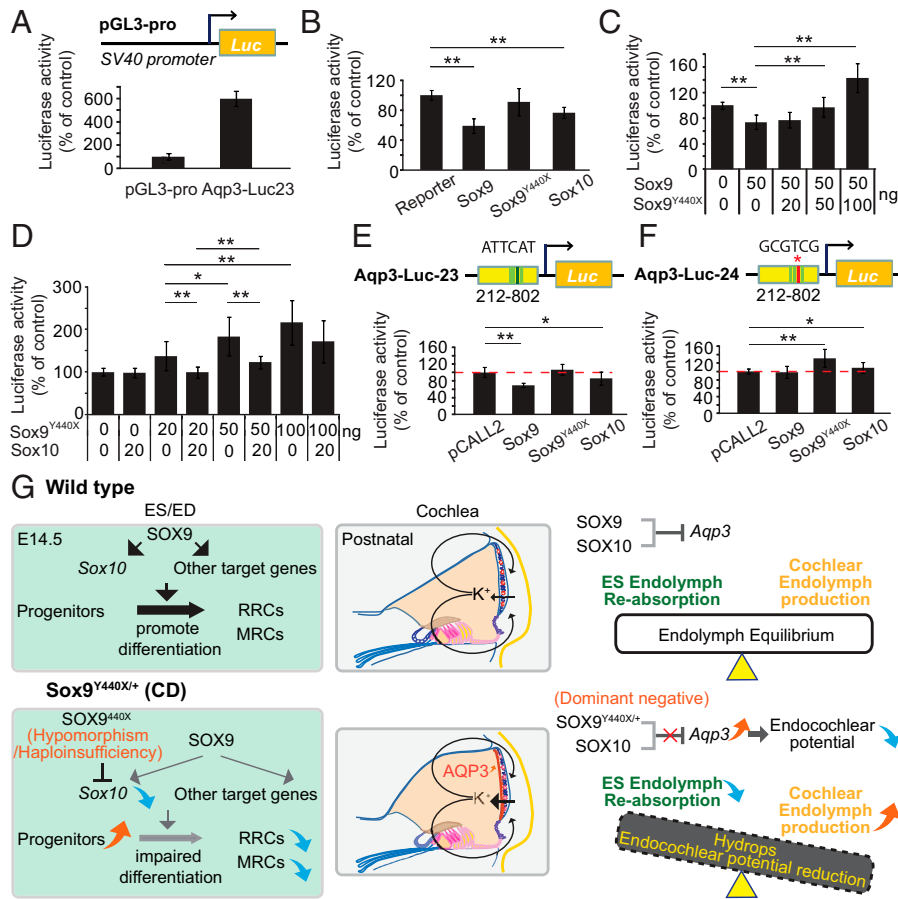 A
pGL3-pro
Luc
SV40 promoter
Luciferase activity
(% of control)
600
400
200
0
pGL3-pro Aqp3-Luc23
B
**
**
Luciferase activity
(% of control)
120
80
40
0
Reporter
Sox9
Sox9Y440X
Sox10
C
**
**
**
Luciferase activity
(% of control)
200
160
120
80
40
0
Sox9 0 50 50 50 50
Sox9Y440X 0 0 20 50 100 ng
D
**
**
*
** **
Luciferase activity
(% of control)
300
200
100
0
Sox9Y440X 0 0 20 20 50 50 100 100 ng
Sox10 0 20 0 20 0 20 0 20
E
ATTCAT
Aqp3-Luc-23
Luc
212-802
*
**
Luciferase activity
(% of control)
160
120
80
40
0
pCALL2
Sox9
Sox9Y440X
Sox10
F
GCGTCG
*
Aqp3-Luc-24
Luc
212-802
*
**
Luciferase activity
(% of control)
160
120
80
40
0
pCALL2
Sox9
Sox9Y440X
Sox10
G Wild type
ES/ED
E14.5
SOX9
Sox10
Other target genes
Progenitors
promote
differentiation
RRCs
MRCs
Cochlea
Postnatal
K+
SOX9
SOX10
Aqp3
ES Endolymph
Re-absorption
Cochlear
Endolymph
production
Endolymph Equilibrium
Sox9Y440X/+ (CD)
SOX9440X
(Hypomorphism
/Haploinsufficiency)
SOX9
Sox10
Other target genes
Progenitors
impaired
differentiation
RRCs
MRCs
AQP3
K+
(Dominant negative)
SOX9Y440X/+
SOX10
Aqp3
Endocochlear
potential
ES Endolymph
Re-absorption
Cochlear
Endolymph
production
Hydrops
Endocochlear potential reduction